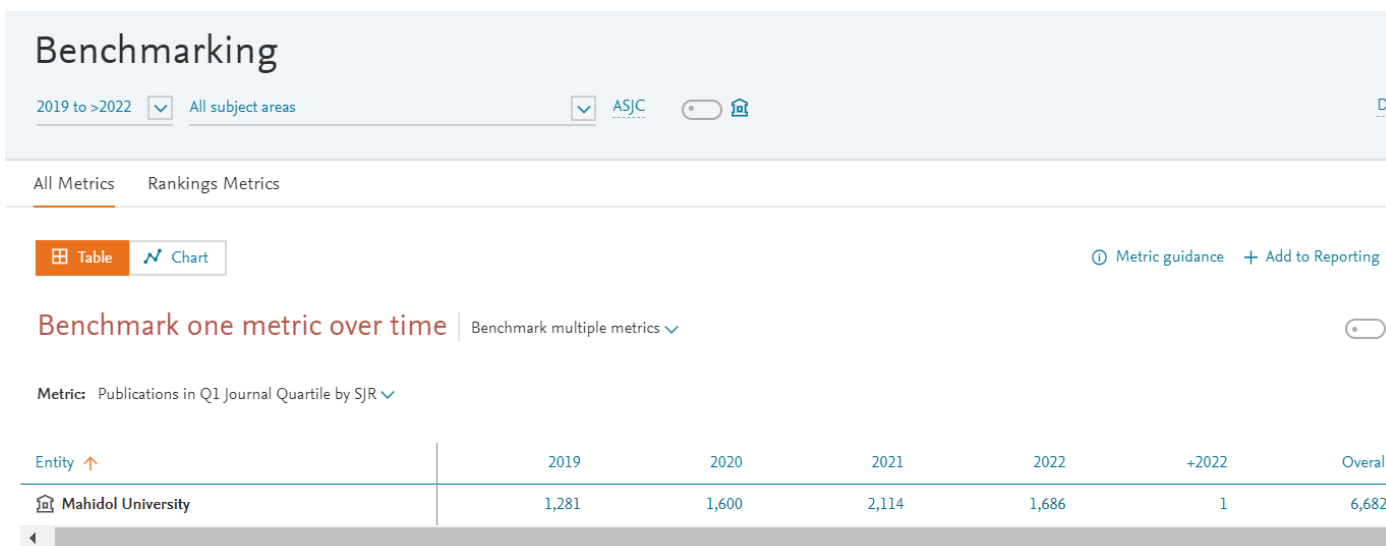 Benchmarking
2019 to >2022 All subject areas ASJC D
All Metrics Rankings Metrics
Table Chart Metric guidance + Add to Reporting
Benchmark one metric over time Benchmark multiple metrics
Metric: Publications in Q1 Journal Quartile by SJR
Entity 2019 2020 2021 2022 +2022 Overal
Mahidol University 1,281 1,600 2,114 1,686 1 6,682